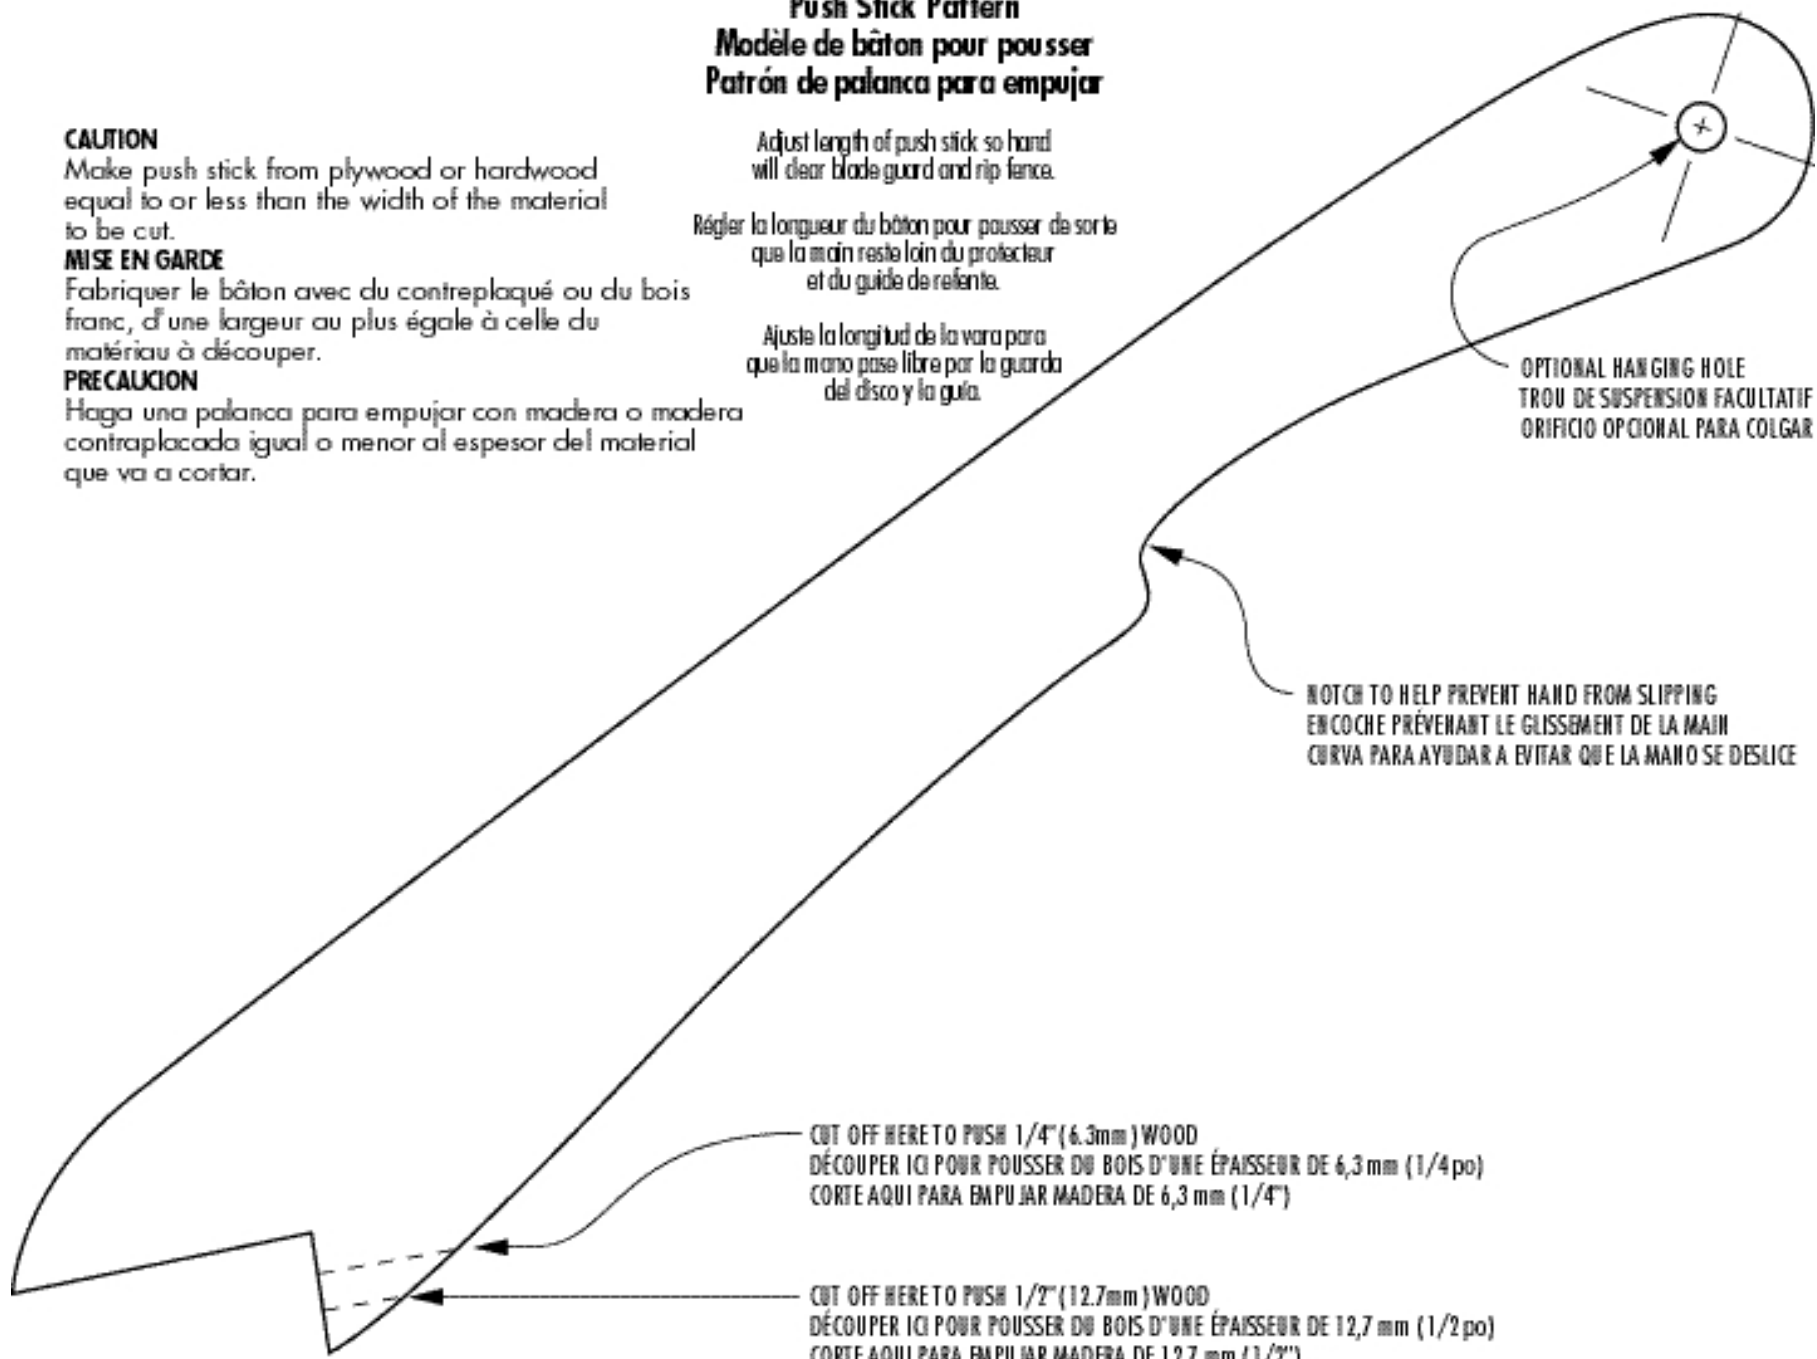 Push Stick Pattern
Modèle de bâton pour pousser
Patrón de palanca para empujar
CAUTION
Make push stick from plywood or hardwood
equal to or less than the width of the material
to be cut.
MISE EN GARDE
Fabriquer le bâton avec du contreplaqué ou du bois
franc, d'une largeur au plus égale à celle du
matériau à découper.
PRECAUCION
Haga una palanca para empujar con madera o madera
contraplacada igual o menor al espesor del material
que va a cortar.
Adjust length of push stick so hand
will clear blade guard and rip fence.
Régler la longueur du bâton pour pousser de sorte
que la main reste loin du protecteur
et du guide de refente.
Ajuste la longitud de la vara para
que la mano pase libre por la guarda
del disco y la guía.
OPTIONAL HANGING HOLE
TROU DE SUSPENSION FACULTATIF
ORIFICIO OPCIONAL PARA COLGAR
NOTCH TO HELP PREVENT HAND FROM SLIPPING
ENCOCHE PRÉVENANT LE GLISSEMENT DE LA MAIN
CURVA PARA AYUDAR A EVITAR QUE LA MANO SE DESLICE
CUT OFF HERE TO PUSH 1/4" (6.3mm) WOOD
DÉCOUPER ICI POUR POUSSER DU BOIS D'UNE ÉPAISSEUR DE 6,3 mm (1/4 po)
CORTE AQUI PARA EMPUJAR MADERA DE 6,3 mm (1/4")
CUT OFF HERE TO PUSH 1/2" (12.7mm) WOOD
DÉCOUPER ICI POUR POUSSER DU BOIS D'UNE ÉPAISSEUR DE 12,7 mm (1/2 po)
CORTE AQUI PARA EMPUJAR MADERA DE 12,7 mm (1/2")